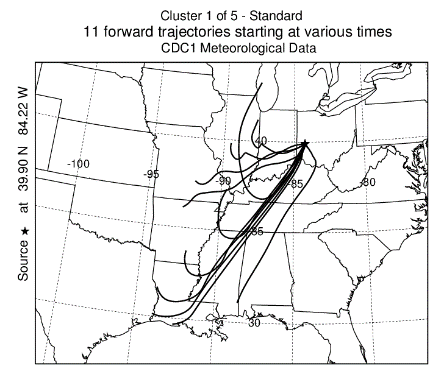 Cluster 1 of 5 - Standard
11 forward trajectories starting at various times
CDC1 Meteorological Data
Source ★ at 39.90 N 84.22 W
40
-100
-95
-90
-85
-80
35
30